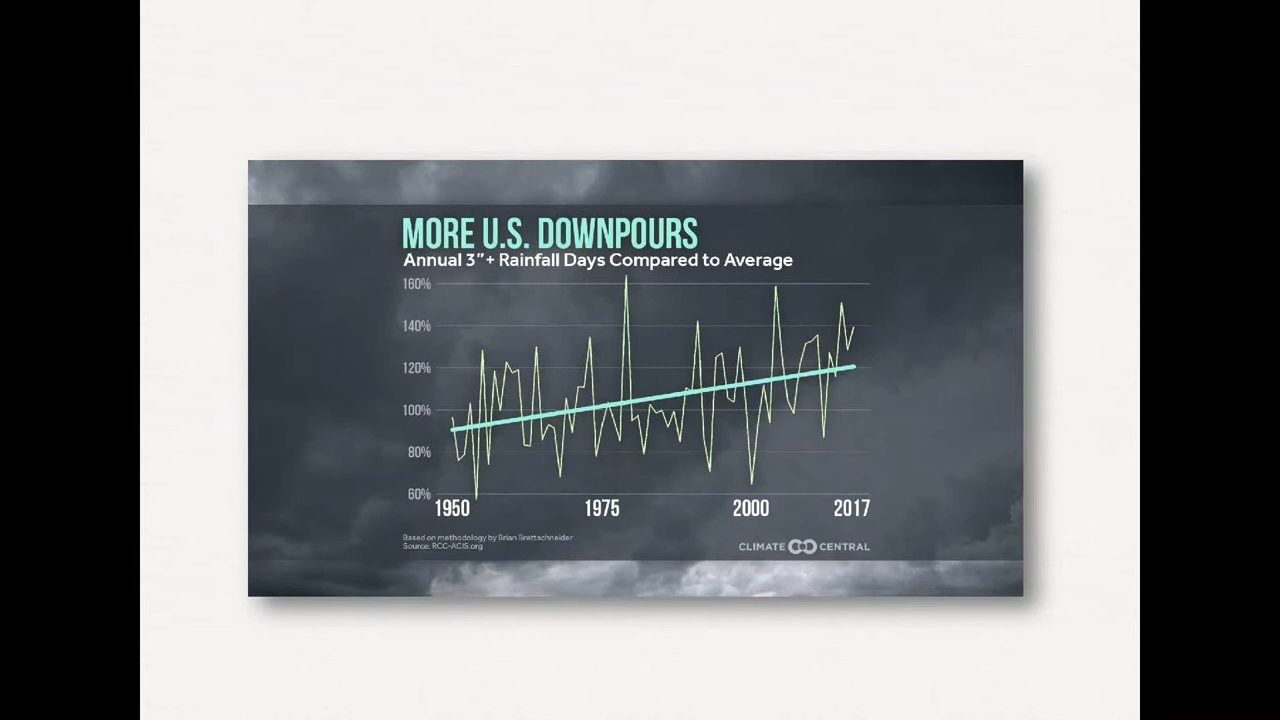 MORE U.S. DOWNPOURS
Annual 3”+ Rainfall Days Compared to Average
160%
140%
120%
100%
80%
60%
1950 1975 2000 2017
Based on methodology by Brian Brettschneider
Source: RCC-ACIS.org
CLIMATE CENTRAL